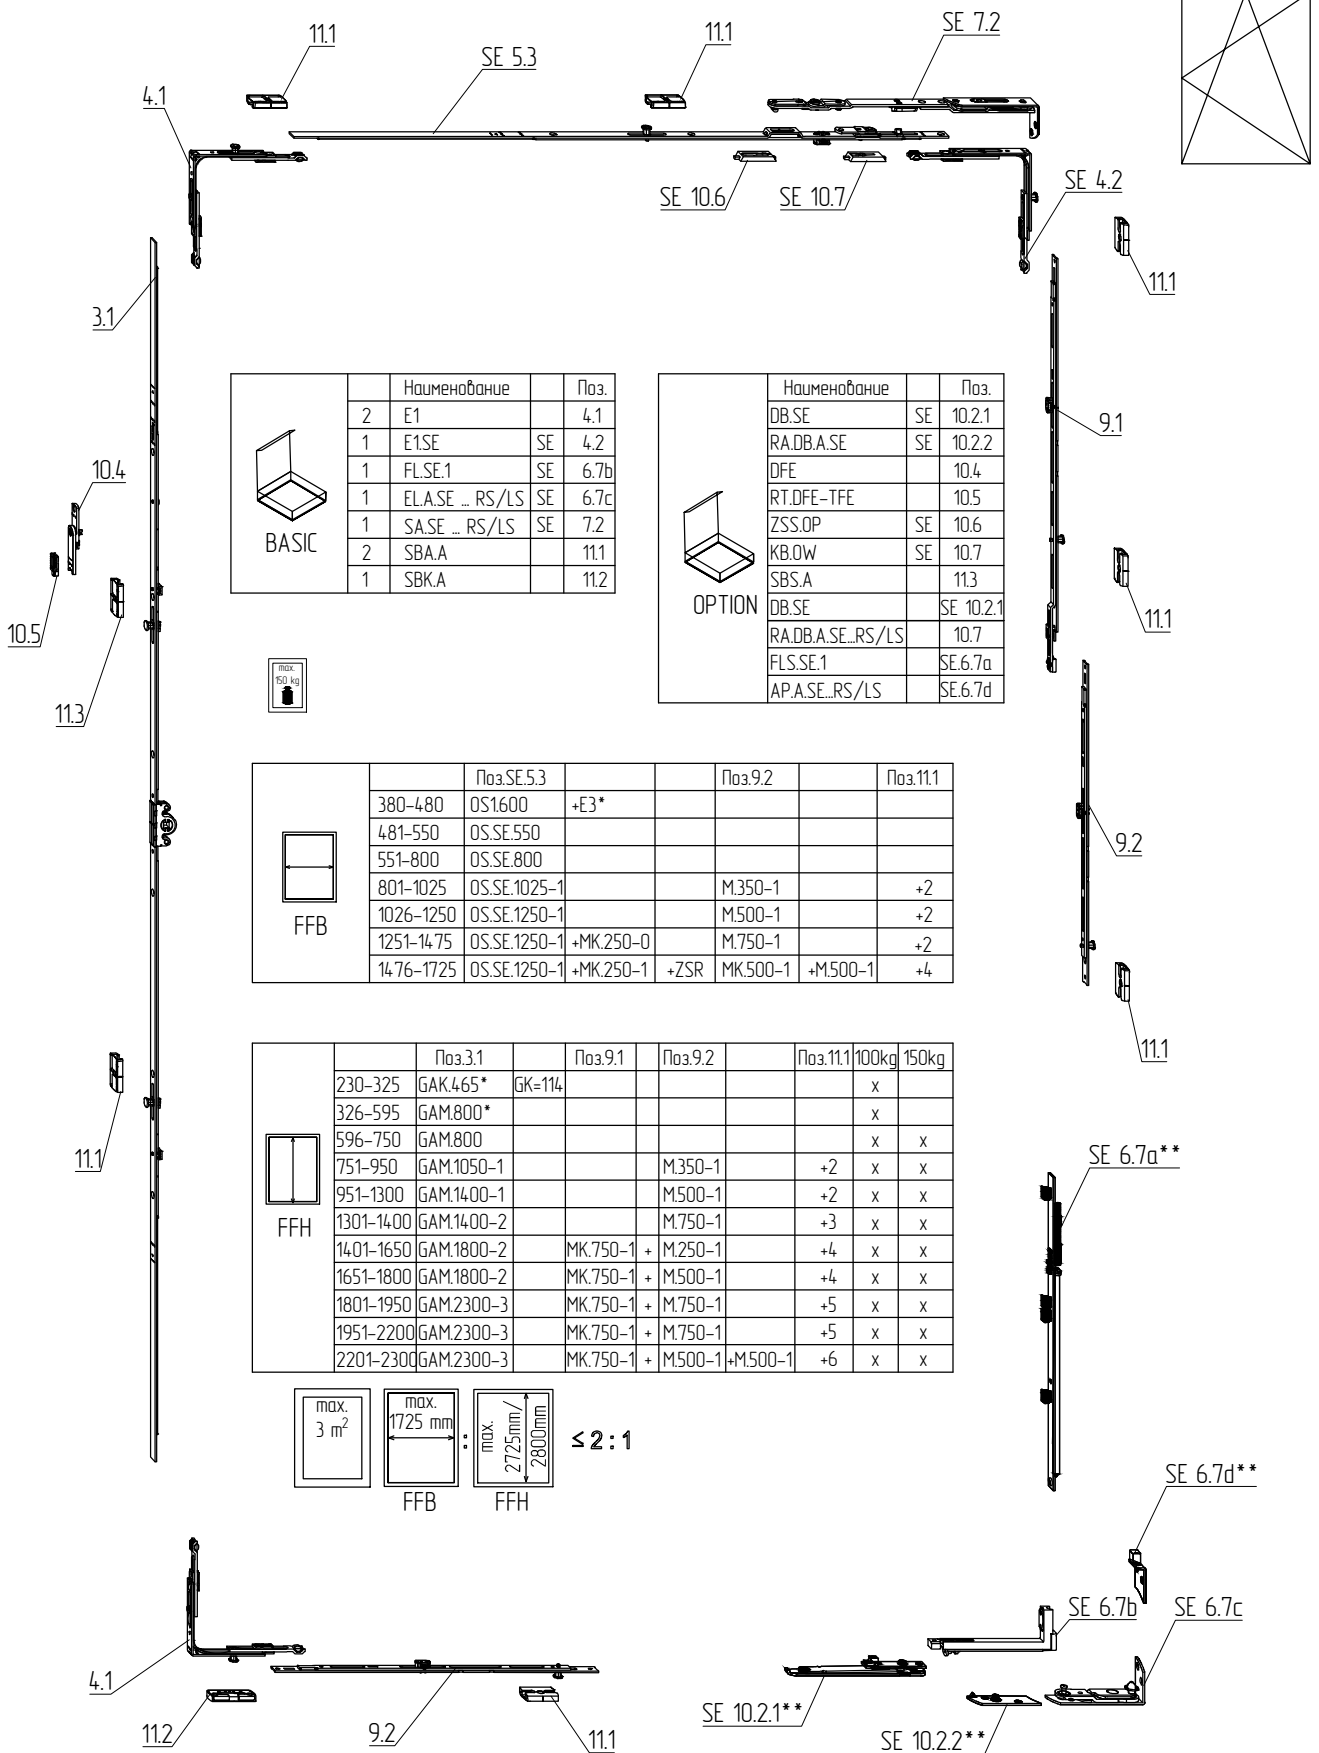 11.1
11.1
SE 7.2
SE 5.3
4.1
SE 10.6
SE 10.7
SE 4.2
11.1
3.1
Наименование Поз.
2 E1 4.1
1 E1.SE SE 4.2
1 FL.SE.1 SE 6.7b
1 EL.A.SE ... RS/LS SE 6.7c
1 SA.SE ... RS/LS SE 7.2
2 SBA.A 11.1
1 SBK.A 11.2
BASIC
Наименование Поз.
DB.SE SE 10.2.1
RA.DB.A.SE SE 10.2.2
DFE 10.4
RT.DFE-TFE 10.5
ZSS.OP SE 10.6
KB.OW SE 10.7
SBS.A 11.3
DB.SE SE 10.2.1
RA.DB.A.SE...RS/LS 10.7
FLS.SE.1 SE.6.7a
AP.A.SE...RS/LS SE.6.7d
OPTION
9.1
10.4
10.5
11.3
11.1
max. 150 kg
Поз.SE.5.3 Поз.9.2 Поз.11.1
380-480 OS1.600 +E3*
481-550 OS.SE.550
551-800 OS.SE.800
801-1025 OS.SE.1025-1 M.350-1 +2
1026-1250 OS.SE.1250-1 M.500-1 +2
1251-1475 OS.SE.1250-1 +MK.250-0 M.750-1 +2
1476-1725 OS.SE.1250-1 +MK.250-1 +ZSR MK.500-1 +M.500-1 +4
FFB
9.2
11.1
11.1
Поз.3.1 Поз.9.1 Поз.9.2 Поз.11.1 100kg 150kg
230-325 GAK.465* GK=114 x
326-595 GAM.800* x
596-750 GAM.800 x x
751-950 GAM.1050-1 M.350-1 +2 x x
951-1300 GAM.1400-1 M.500-1 +2 x x
1301-1400 GAM.1400-2 M.750-1 +3 x x
1401-1650 GAM.1800-2 MK.750-1 + M.250-1 +4 x x
1651-1800 GAM.1800-2 MK.750-1 + M.500-1 +4 x x
1801-1950 GAM.2300-3 MK.750-1 + M.750-1 +5 x x
1951-2200 GAM.2300-3 MK.750-1 + M.750-1 +5 x x
2201-2300 GAM.2300-3 MK.750-1 + M.500-1 +M.500-1 +6 x x
FFH
SE 6.7a**
max.
3 m²
max.
1725 mm
FFB
:
max.
2725mm/
2800mm
FFH
≤2:1
SE 6.7d**
SE 6.7b
SE 6.7c
4.1
11.2
9.2
11.1
SE 10.2.1**
SE 10.2.2**